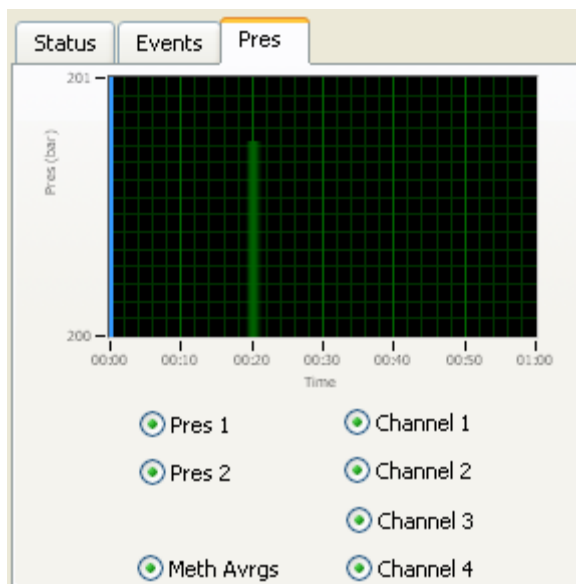 Status Events Pres
201
Pres (bar)
200
00:00 00:10 00:20 00:30 00:40 00:50 01:00
Time
Pres 1 Channel 1
Pres 2 Channel 2
Channel 3
Meth Avrgs Channel 4